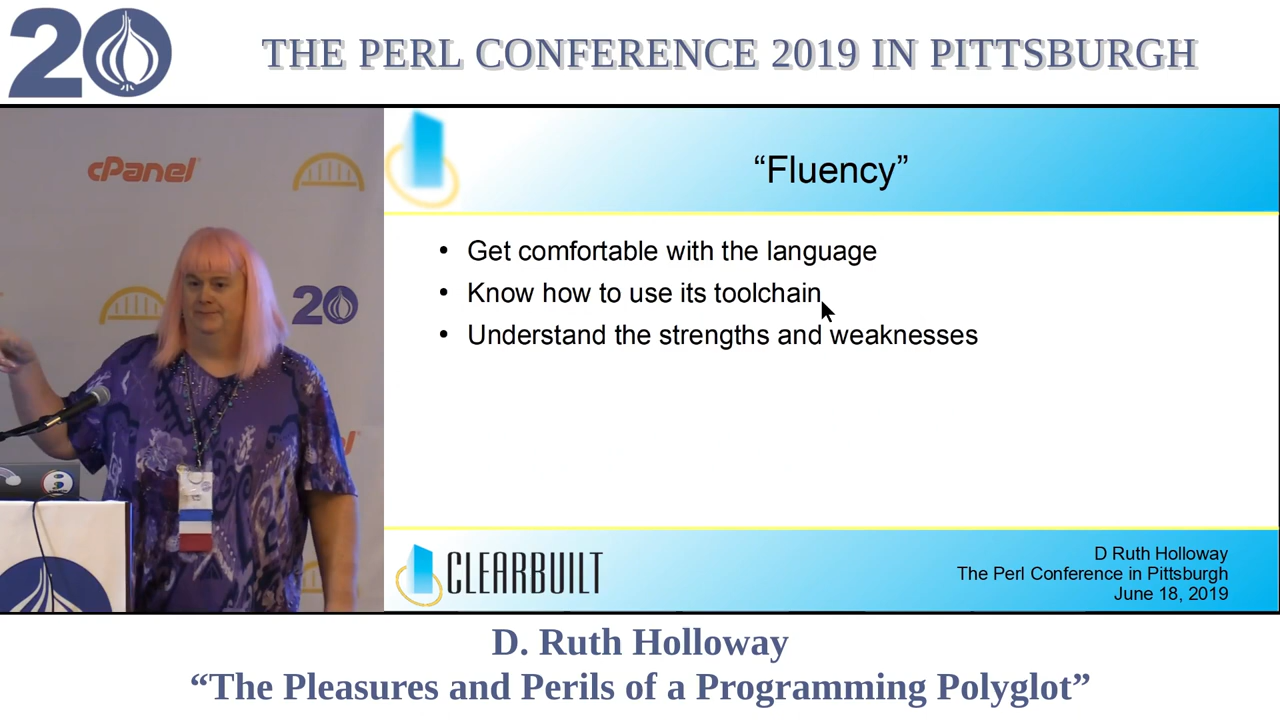 20
THE PERL CONFERENCE 2019 IN PITTSBURGH
cPanel
20
“Fluency”
• Get comfortable with the language
• Know how to use its toolchain
• Understand the strengths and weaknesses
CLEARBUILT
D Ruth Holloway
The Perl Conference in Pittsburgh
June 18, 2019
D. Ruth Holloway
“The Pleasures and Perils of a Programming Polyglot”